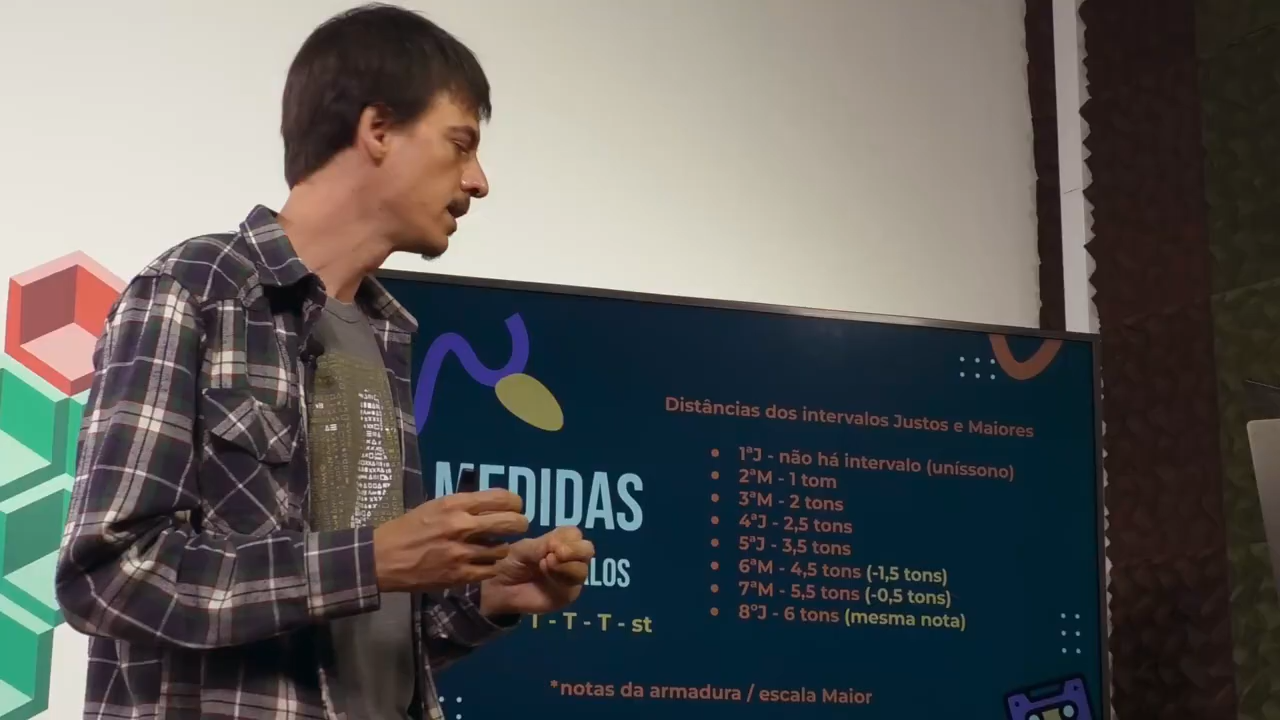 MEDIDAS
T - T - T - st
Distâncias dos intervalos Justos e Maiores
1ªJ - não há intervalo (uníssono)
2ªM - 1 tom
3ªM - 2 tons
4ªJ - 2,5 tons
5ªJ - 3,5 tons
6ªM - 4,5 tons (-1,5 tons)
7ªM - 5,5 tons (-0,5 tons)
8ºJ - 6 tons (mesma nota)
*notas da armadura / escala Maior